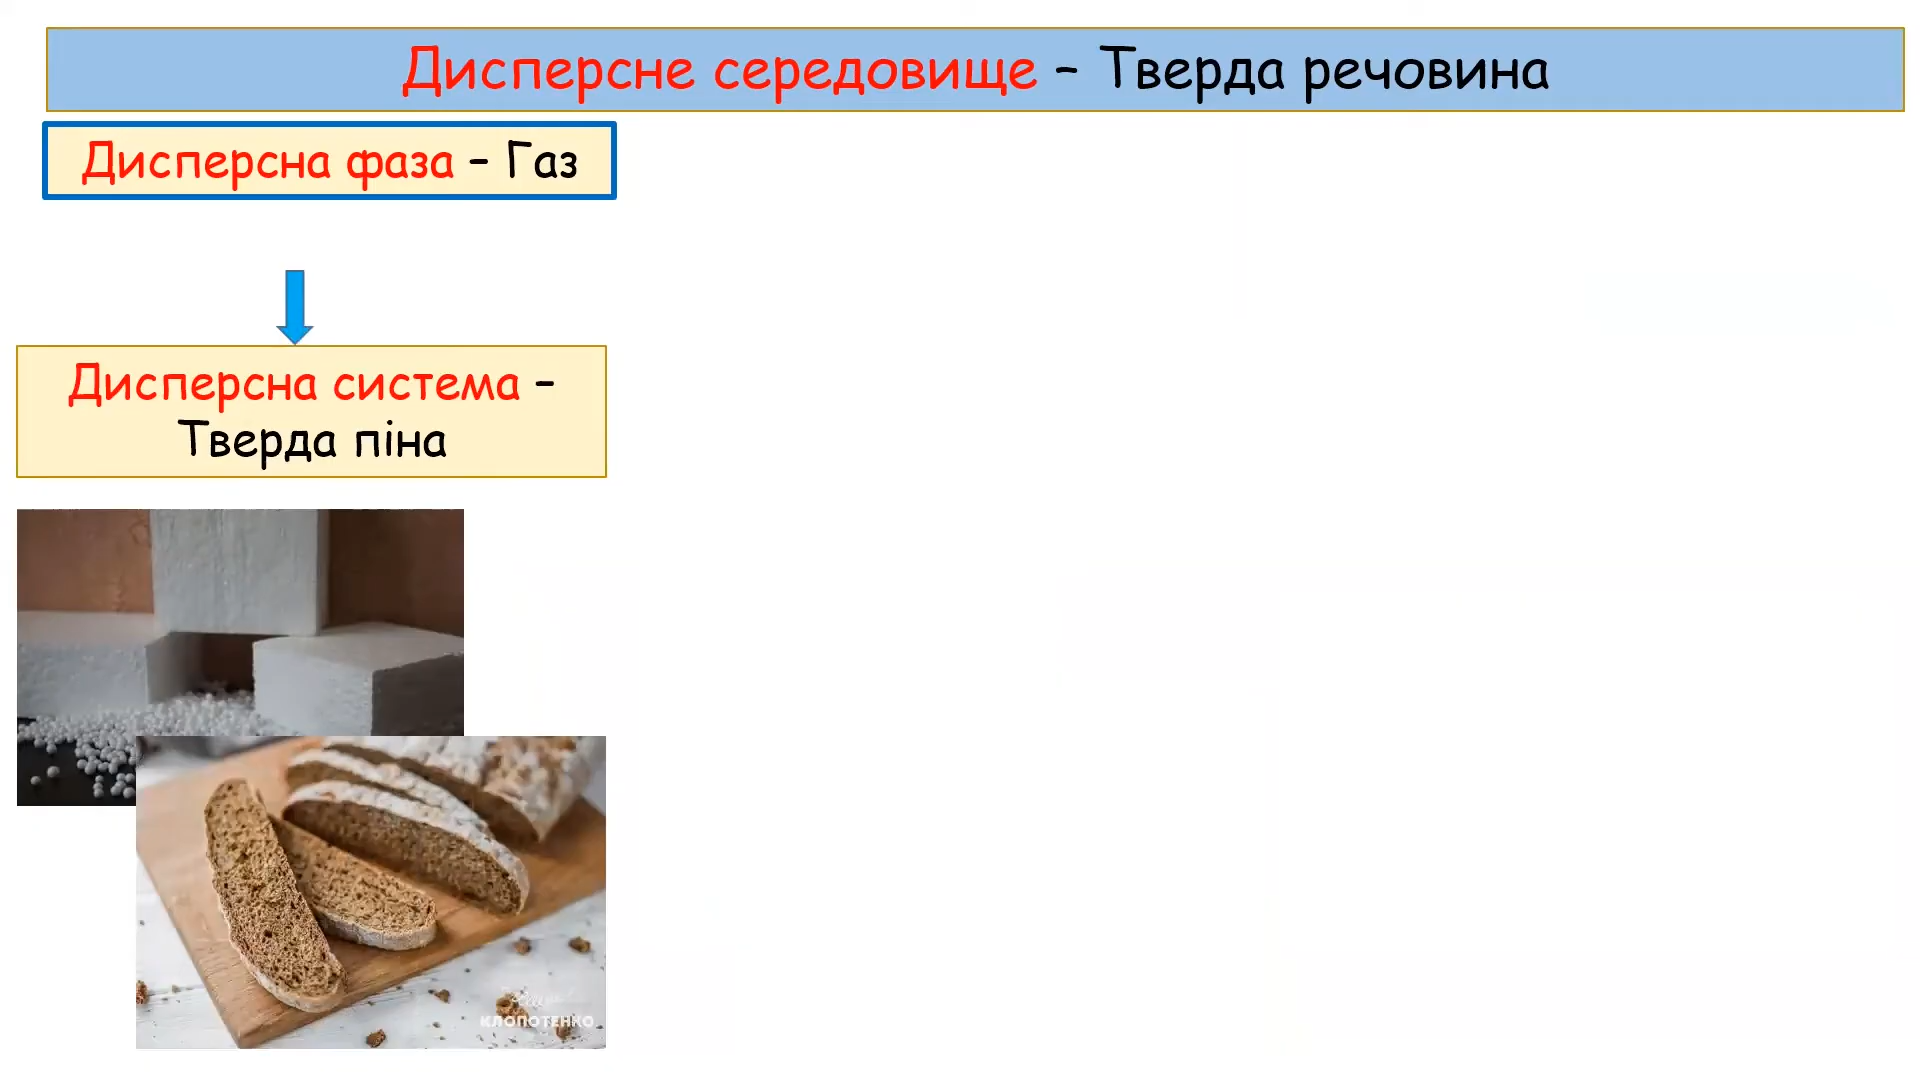 Дисперсне середовище – Тверда речовина
Дисперсна фаза – Газ
Дисперсна система –
Тверда піна
КЛОПОТЕНКО